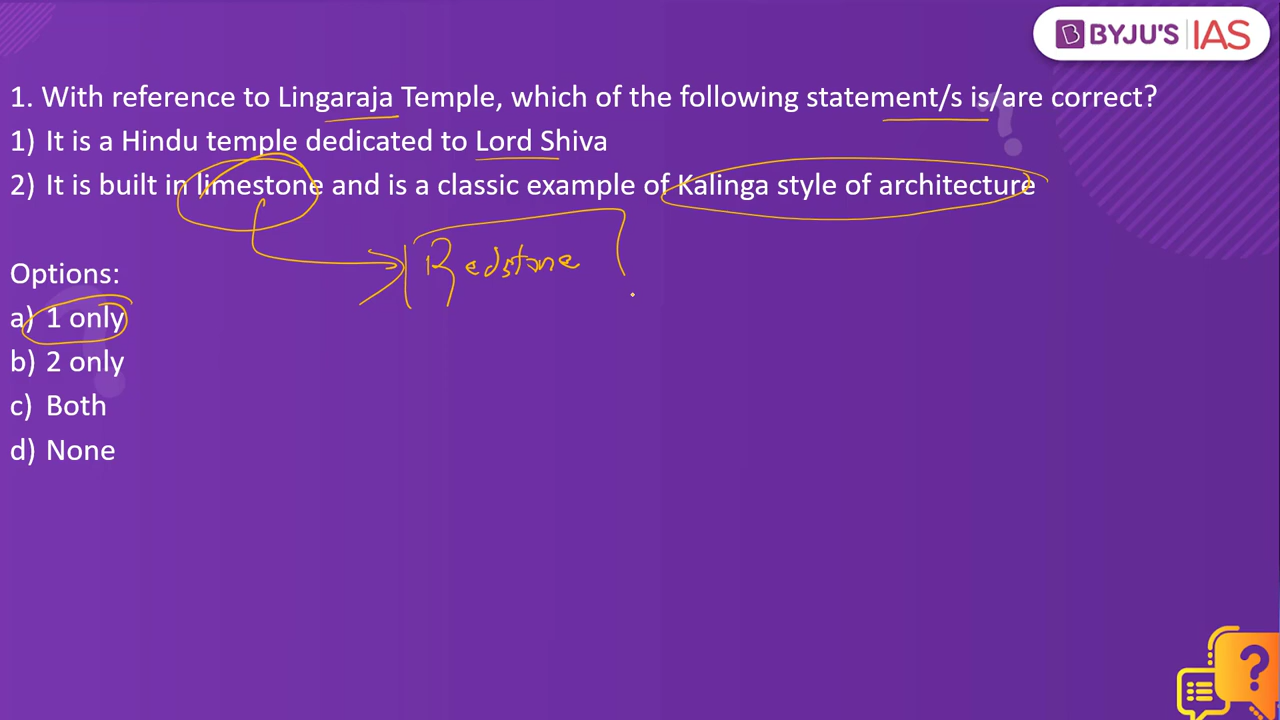 BYJU'S IAS
1. With reference to Lingaraja Temple, which of the following statement/s is/are correct?
1) It is a Hindu temple dedicated to Lord Shiva
2) It is built in limestone and is a classic example of Kalinga style of architecture
Redstone
Options:
a) 1 only
b) 2 only
c) Both
d) None